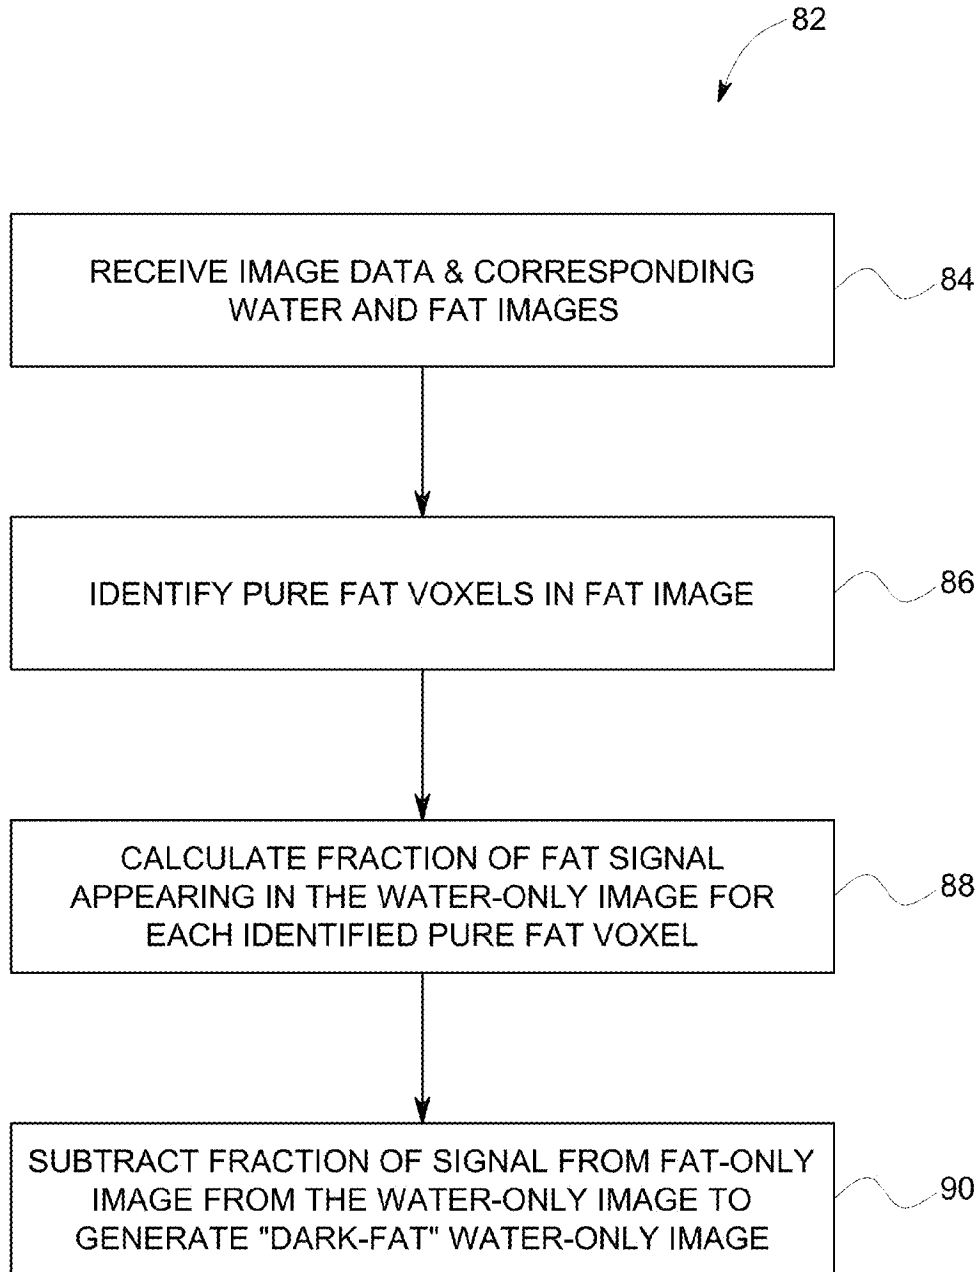 82
RECEIVE IMAGE DATA & CORRESPONDING
WATER AND FAT IMAGES
84
IDENTIFY PURE FAT VOXELS IN FAT IMAGE
86
CALCULATE FRACTION OF FAT SIGNAL
APPEARING IN THE WATER-ONLY IMAGE FOR
EACH IDENTIFIED PURE FAT VOXEL
88
SUBTRACT FRACTION OF SIGNAL FROM FAT-ONLY
IMAGE FROM THE WATER-ONLY IMAGE TO
GENERATE "DARK-FAT" WATER-ONLY IMAGE
90